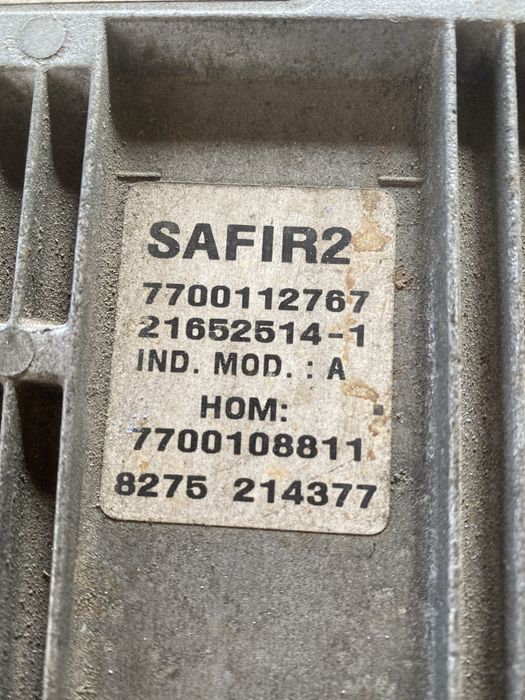 SAFIR2
7700112767
21652514-1
IND. MOD. : A
HOM:
7700108811
8275 214377